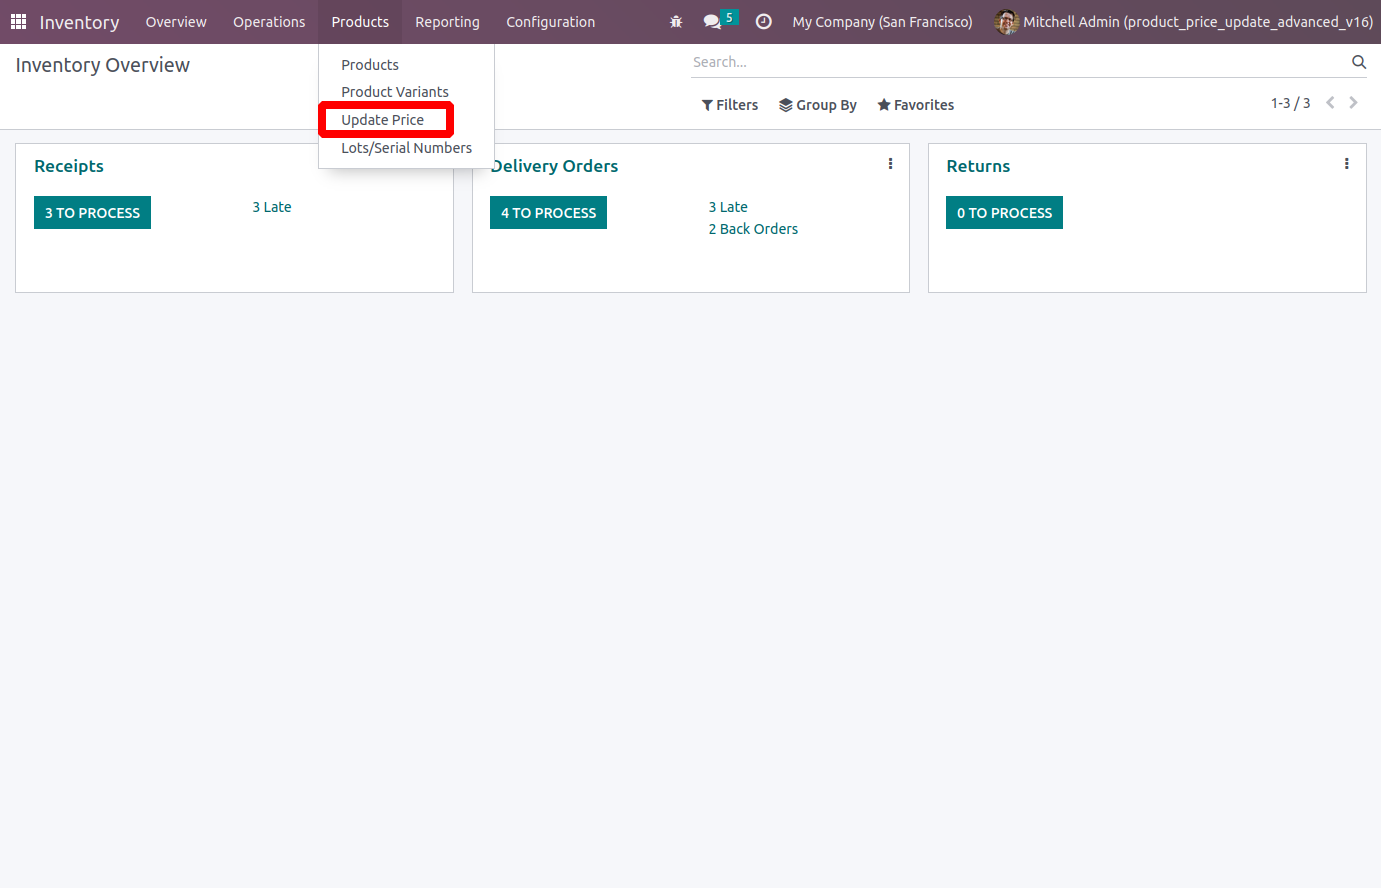 Inventory Overview Operations Products Reporting Configuration 5 My Company (San Francisco) Mitchell Admin (product_price_update_advanced_v16)
Inventory Overview
Search...
Products
Product Variants
Update Price
Lots/Serial Numbers
Filters Group By Favorites 1-3 / 3
Receipts
3 TO PROCESS
3 Late
Delivery Orders
4 TO PROCESS
3 Late
2 Back Orders
Returns
0 TO PROCESS